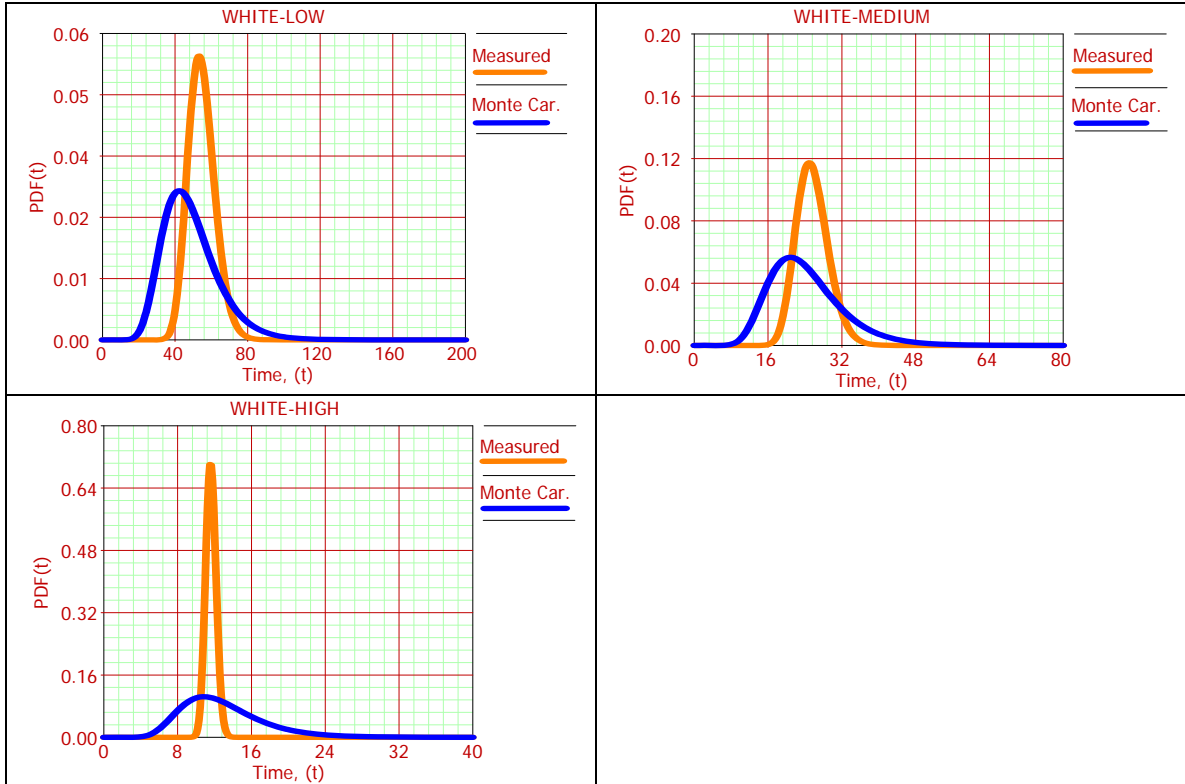 WHITE-LOW
0.06
0.05
0.04
0.02
0.01
0.00
PDF(t)
0 40 80 120 160 200
Time, (t)
Measured
Monte Car.
WHITE-MEDIUM
0.20
0.16
0.12
0.08
0.04
0.00
PDF(t)
0 16 32 48 64 80
Time, (t)
Measured
Monte Car.
WHITE-HIGH
0.80
0.64
0.48
0.32
0.16
0.00
PDF(t)
0 8 16 24 32 40
Time, (t)
Measured
Monte Car.